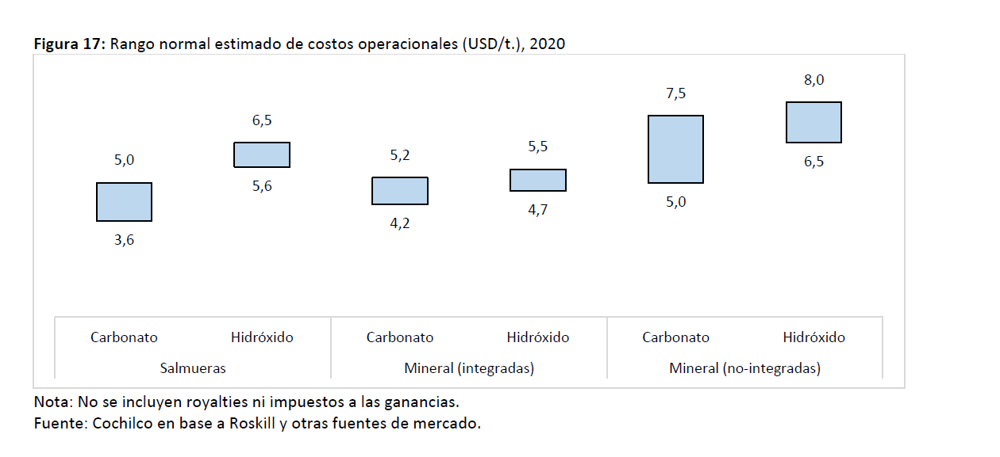 Figura 17: Rango normal estimado de costos operacionales (USD/t.), 2020
8,0
7,5
6,5
5,5
5,2
5,0
6,5
5,6
5,0
4,7
4,2
3,6
Carbonato Hidróxido Carbonato Hidróxido Carbonato Hidróxido
Salmueras Mineral (integradas) Mineral (no-integradas)
Nota: No se incluyen royalties ni impuestos a las ganancias.
Fuente: Cochilco en base a Roskill y otras fuentes de mercado.